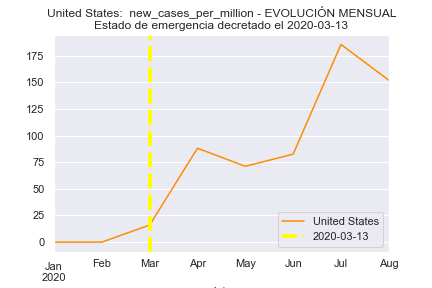 United States:  new_cases_per_million - EVOLUCIÓN MENSUAL
Estado de emergencia decretado el 2020-03-13
175
150
125
100
75
50
25
0
Jan Feb Mar Apr May Jun Jul Aug
2020
United States
2020-03-13